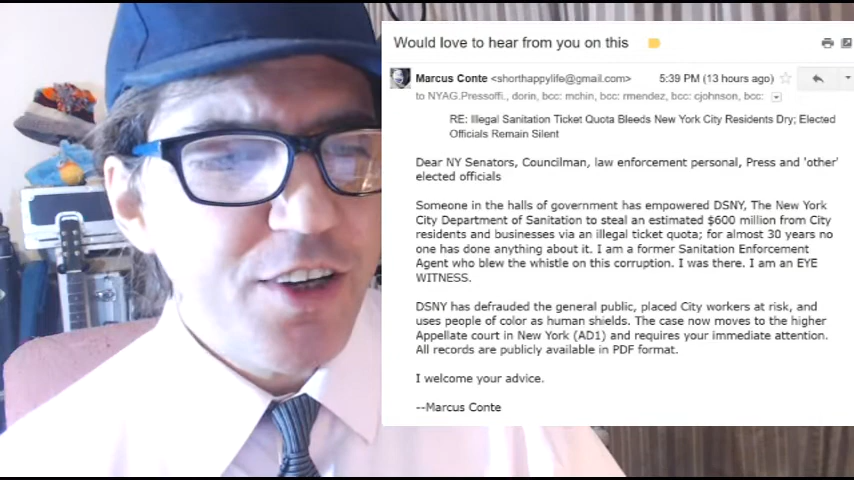 Would love to hear from you on this
Marcus Conte <shorthappylife@gmail.com> 5:39 PM (13 hours ago)
to NYAG.Pressoffi., dorin, bcc: mchin, bcc: rmendez, bcc: cjohnson, bcc:
RE: Illegal Sanitation Ticket Quota Bleeds New York City Residents Dry; Elected
Officials Remain Silent
Dear NY Senators, Councilman, law enforcement personal, Press and 'other'
elected officials
Someone in the halls of government has empowered DSNY, The New York
City Department of Sanitation to steal an estimated $600 million from City
residents and businesses via an illegal ticket quota; for almost 30 years no
one has done anything about it. I am a former Sanitation Enforcement
Agent who blew the whistle on this corruption. I was there. I am an EYE
WITNESS.
DSNY has defrauded the general public, placed City workers at risk, and
uses people of color as human shields. The case now moves to the higher
Appellate court in New York (AD1) and requires your immediate attention.
All records are publicly available in PDF format.
I welcome your advice.
--Marcus Conte